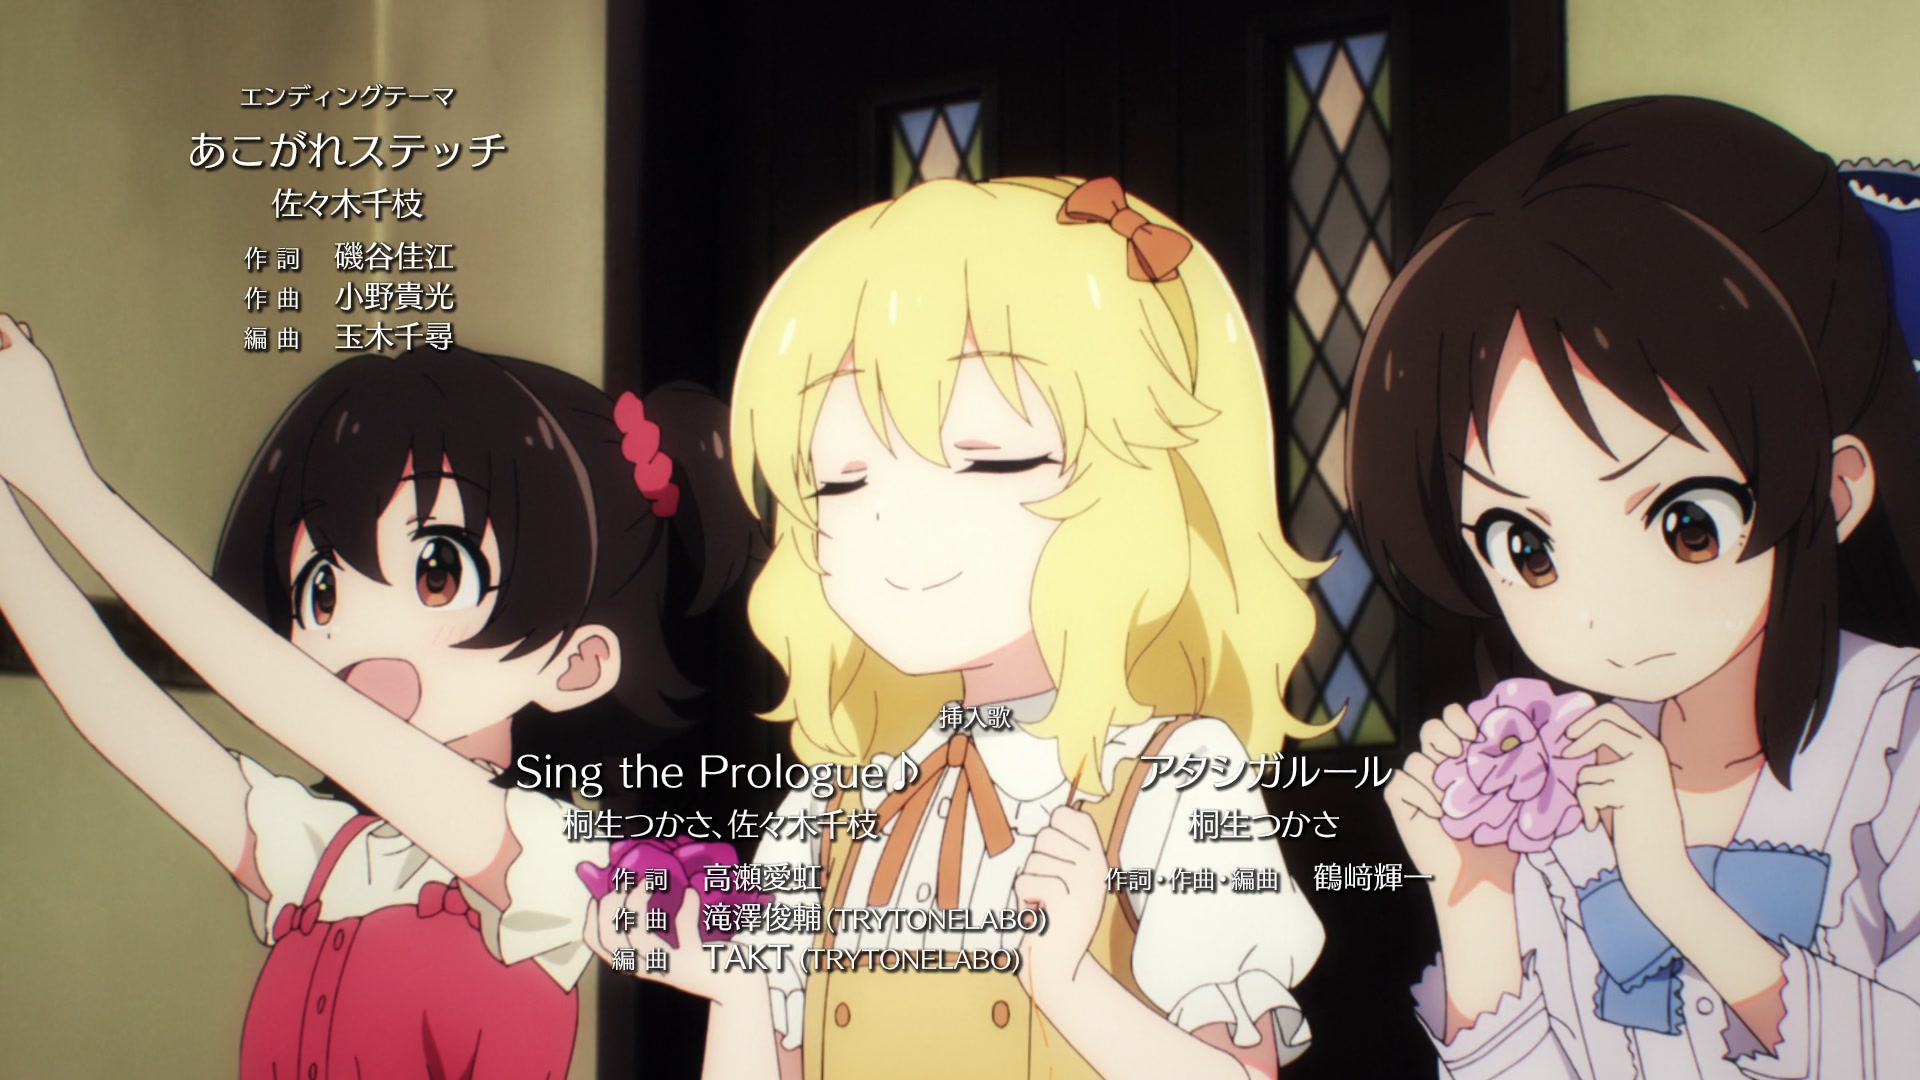 エンディングテーマ
あこがれステッチ
佐々木千枝
作詞 磯谷佳江
作曲 小野貴光
編曲 玉木千尋
挿入歌
Sing the Prologue♪
桐生つかさ、佐々木千枝
作詞 高瀬愛虹
作曲 滝澤俊輔(TRYTONELABO)
編曲 TAKT (TRYTONELABO)
アタシガルール
桐生つかさ
作詞・作曲・編曲 鶴﨑輝一